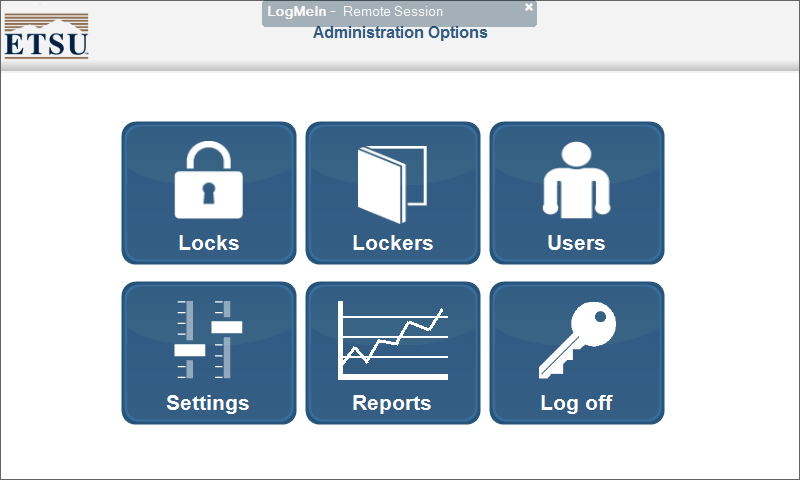 LogMeIn - Remote Session
ETSU
Administration Options
Locks
Lockers
Users
Settings
Reports
Log off